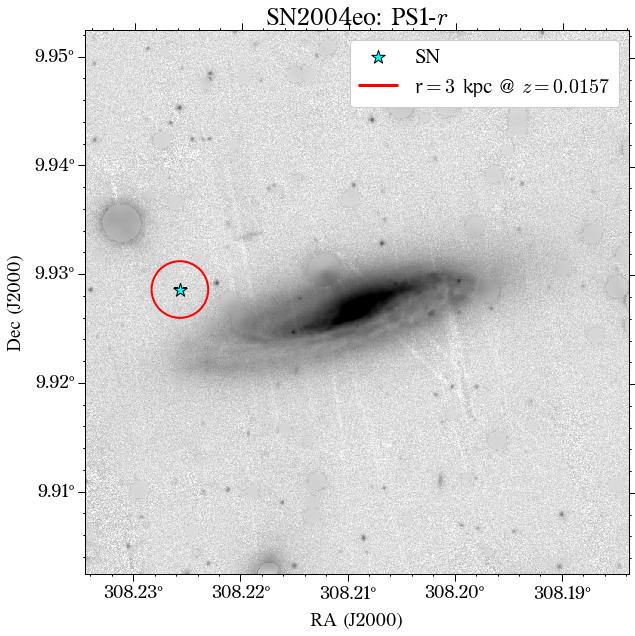 SN2004eo: PS1-r
SN
r = 3 kpc @ z = 0.0157
9.95°
9.94°
9.93°
9.92°
9.91°
Dec (J2000)
308.23°
308.22°
308.21°
308.20°
308.19°
RA (J2000)